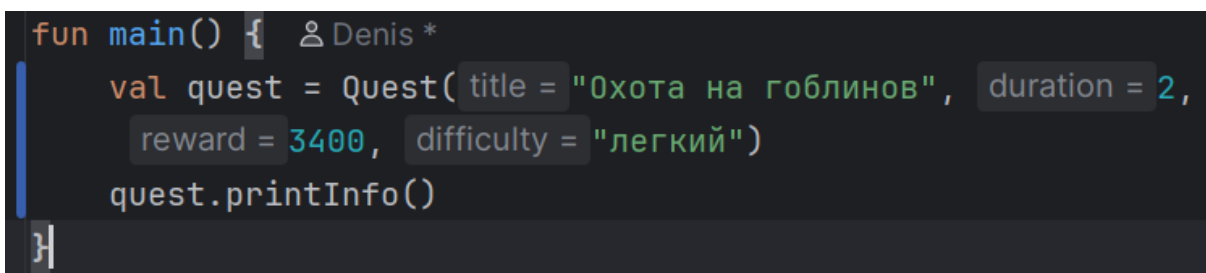 fun main() { Denis *
val quest = Quest( title = "Охота на гоблинов", duration = 2,
reward = 3400, difficulty = "легкий")
quest.printInfo()
}